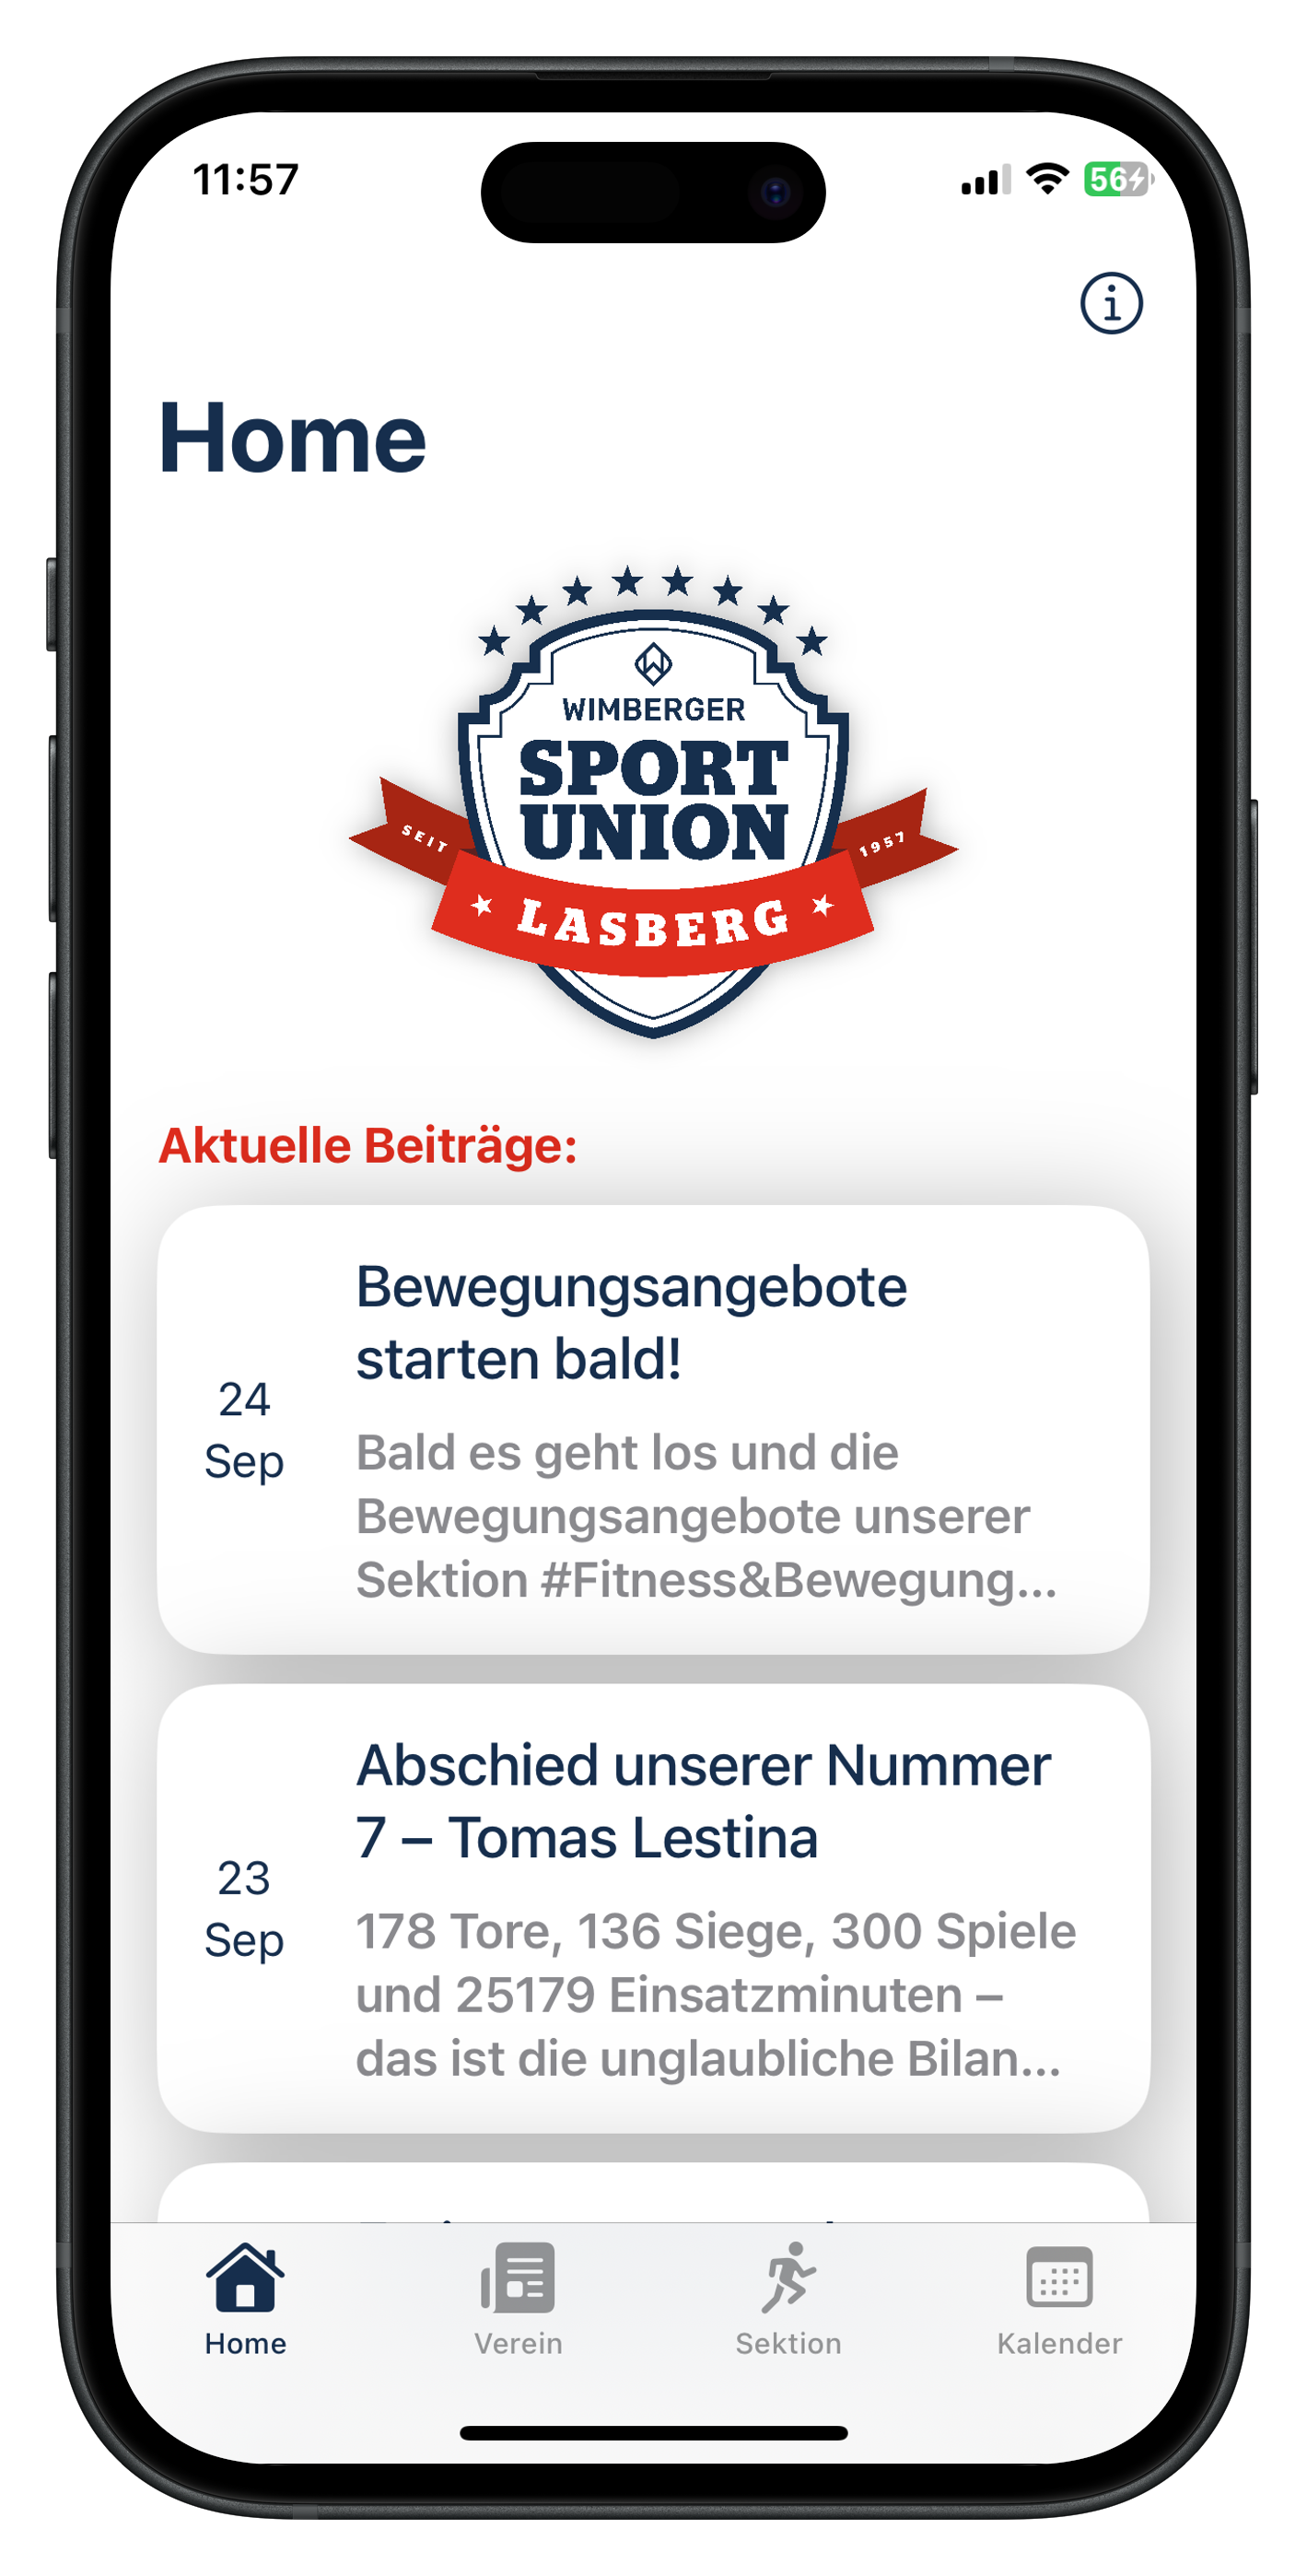 11:57
56
Home
WIMBERGER
SPORT
UNION
SEIT
1957
LASBERG
Aktuelle Beiträge:
Bewegungsangebote
starten bald!
24
Sep
Bald es geht los und die
Bewegungsangebote unserer
Sektion #Fitness&Bewegung...
Abschied unserer Nummer
7 – Tomas Lestina
23
Sep
178 Tore, 136 Siege, 300 Spiele
und 25179 Einsatzminuten –
das ist die unglaubliche Bilan...
Home
Verein
Sektion
Kalender